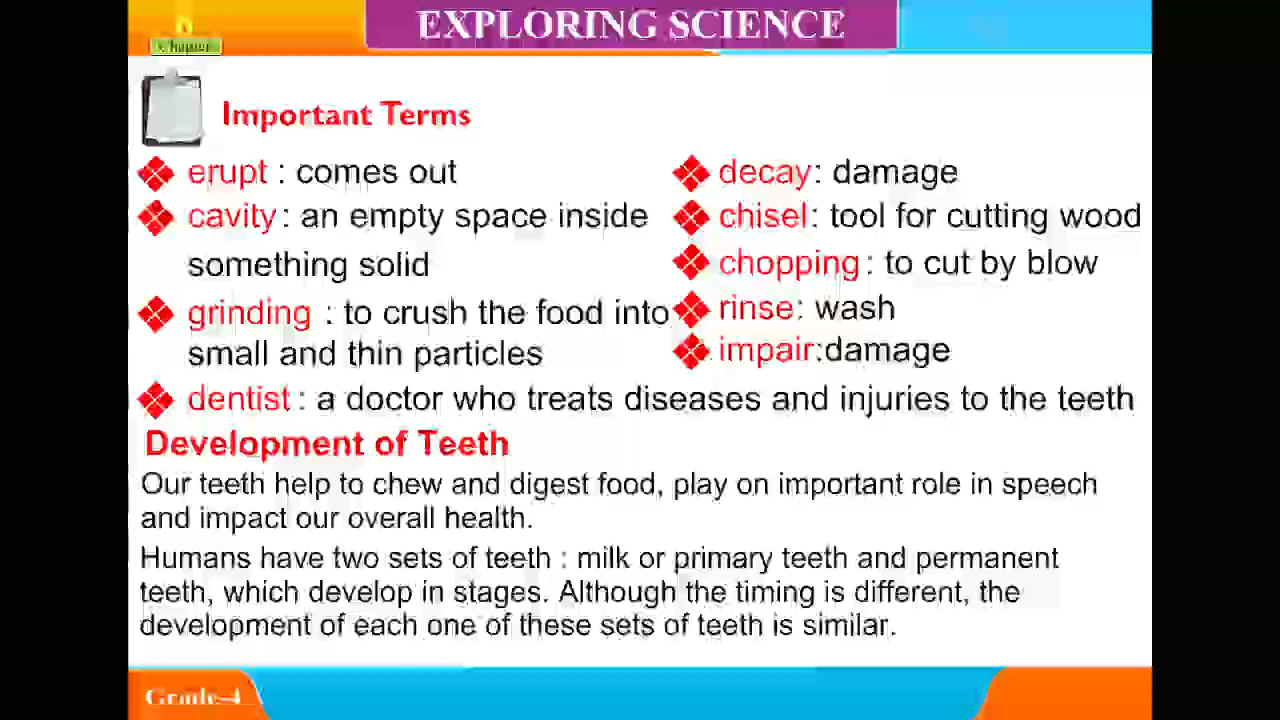 EXPLORING SCIENCE
Chapter
Important Terms
erupt : comes out
cavity : an empty space inside
something solid
grinding : to crush the food into
small and thin particles
decay : damage
chisel : tool for cutting wood
chopping : to cut by blow
rinse : wash
impair:damage
dentist : a doctor who treats diseases and injuries to the teeth
Development of Teeth
Our teeth help to chew and digest food, play on important role in speech
and impact our overall health.
Humans have two sets of teeth : milk or primary teeth and permanent
teeth, which develop in stages. Although the timing is different, the
development of each one of these sets of teeth is similar.
Grade-4